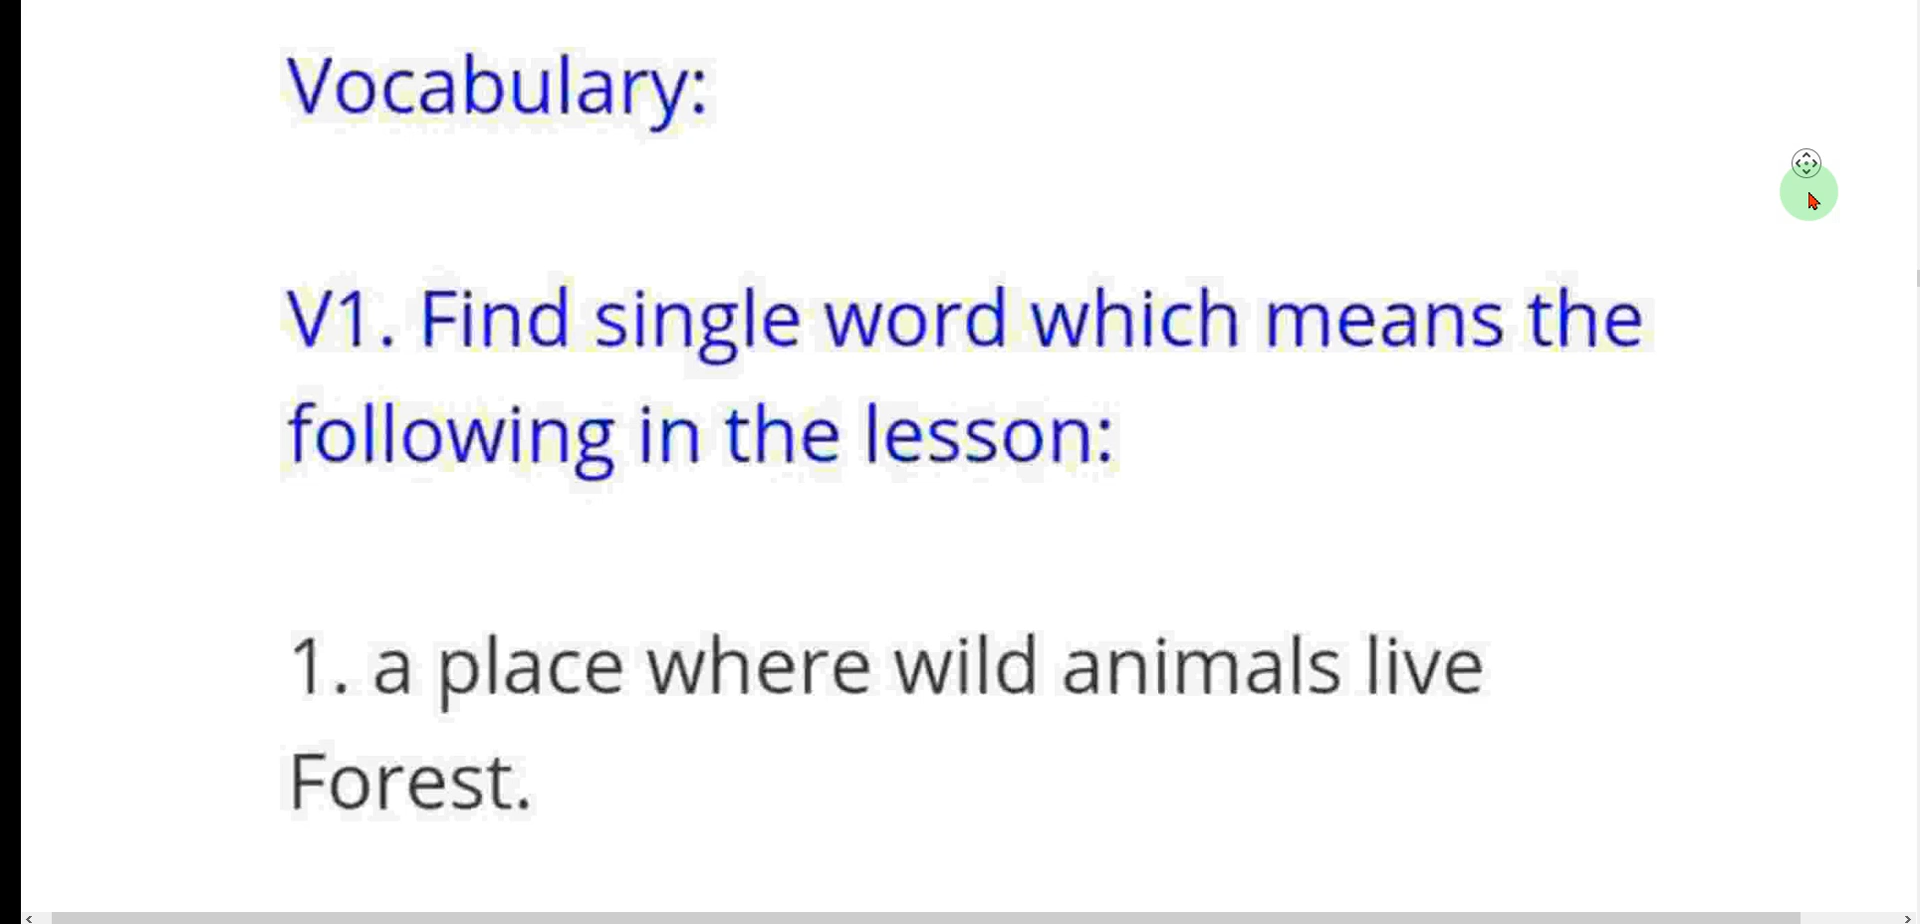 Vocabulary:
V1. Find single word which means the
following in the lesson:
1. a place where wild animals live
Forest.